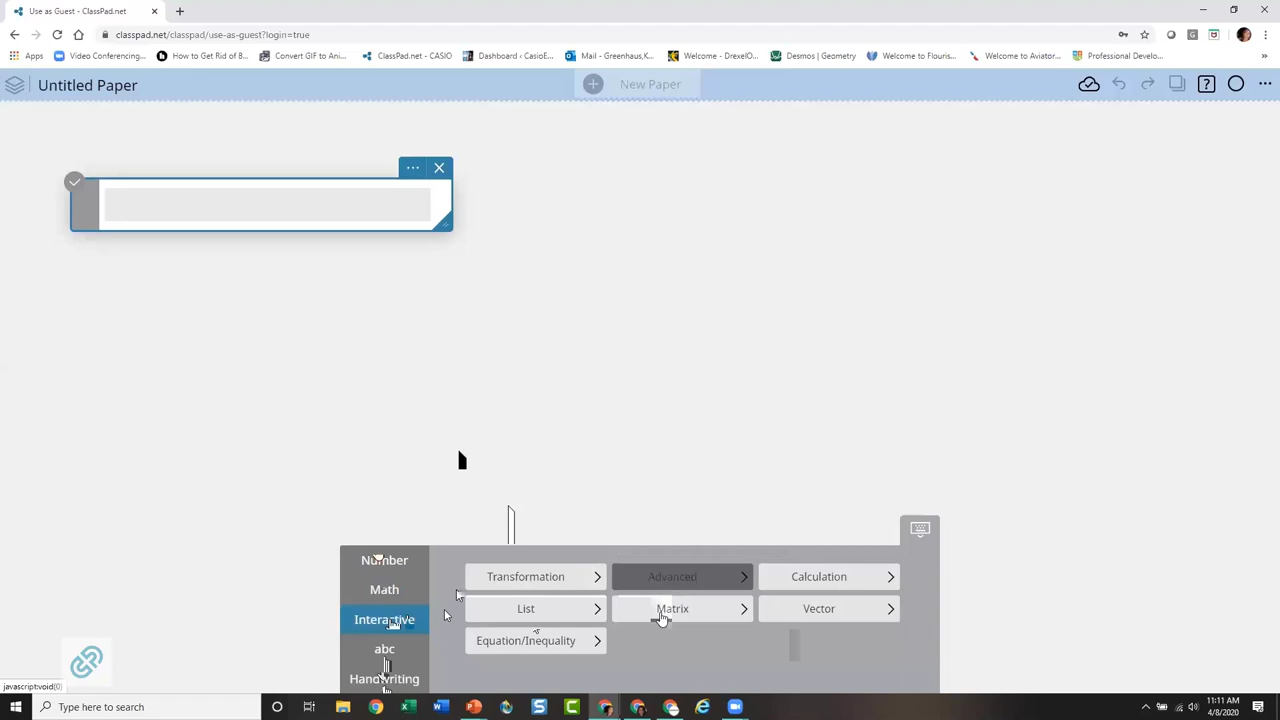 Use as Guest - ClassPad.net
classpad.net/classpad/use-as-guest?login=true
Apps
Video Conferencing...
How to Get Rid of B...
Convert GIF to Ani...
ClassPad.net - CASIO
Dashboard ‹ CasioE...
Mail - Greenhaus,K...
Welcome - DrexelO...
Desmos | Geometry
Welcome to Flouris...
Welcome to Aviator...
Professional Develo...
Untitled Paper
New Paper
Number
Math
Interactive
abc
Handwriting
Transformation
Advanced
Calculation
List
Matrix
Vector
Equation/Inequality
javascript:void(0)
Type here to search
11:11 AM
4/8/2020